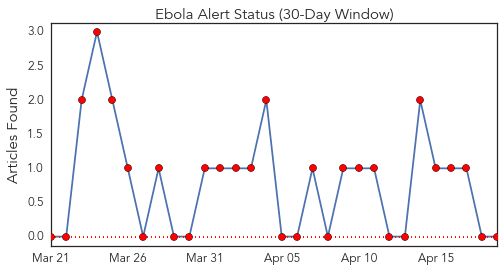 Ebola Alert Status (30-Day Window)
Articles Found
3.0
2.5
2.0
1.5
1.0
0.5
0.0
Mar 21 Mar 26 Mar 31 Apr 05 Apr 10 Apr 15